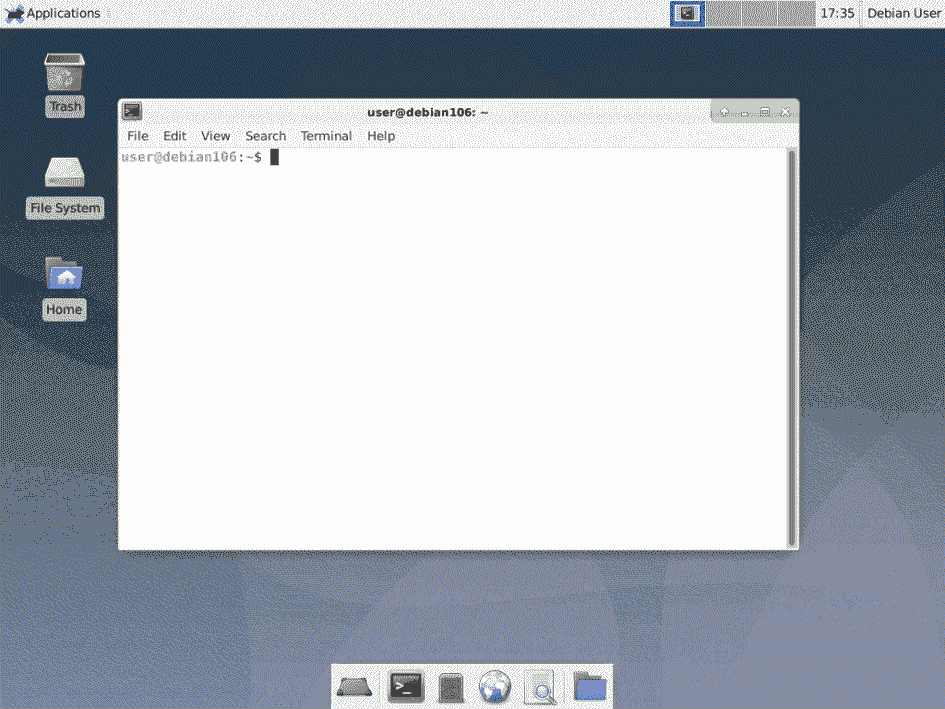 Applications
17:35 Debian User
Trash
File System
Home
user@debian106: ~
File Edit View Search Terminal Help
user@debian106:~$